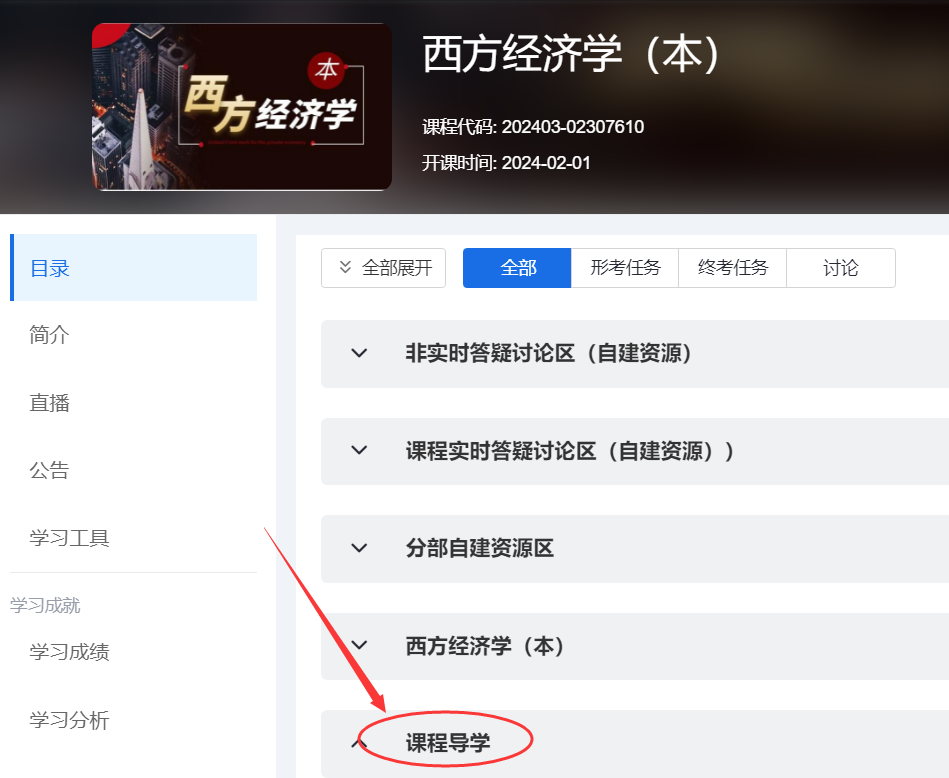 西方经济学（本）
本
西方经济学
课程代码: 202403-02307610
开课时间: 2024-02-01
目录
简介
直播
公告
学习工具
学习成就
学习成绩
学习分析
全部展开
全部
形考任务
终考任务
讨论
非实时答疑讨论区（自建资源）
课程实时答疑讨论区（自建资源））
分部自建资源区
西方经济学（本）
课程导学